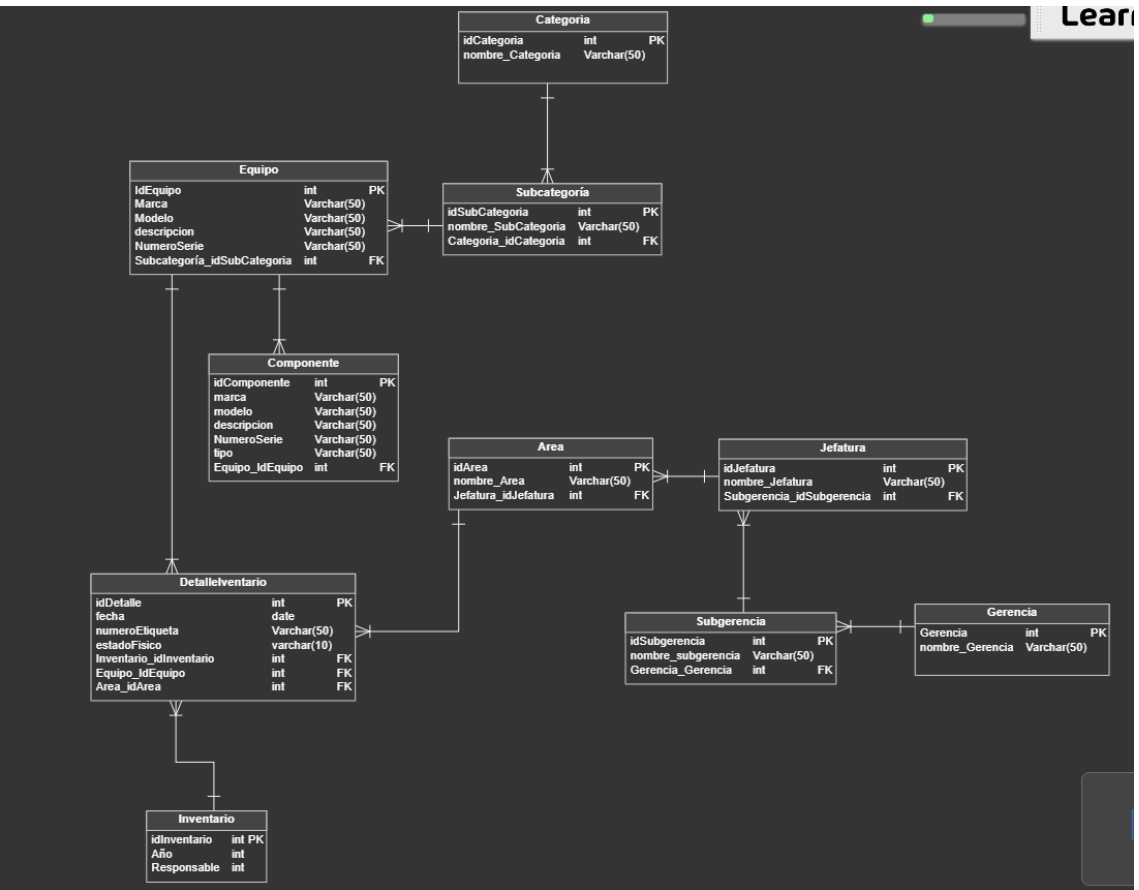 Categoria
idCategoria int PK
nombre_Categoria Varchar(50)
Lear
Equipo
IdEquipo int PK
Marca Varchar(50)
Modelo Varchar(50)
descripcion Varchar(50)
NumeroSerie Varchar(50)
Subcategoría_idSubCategoria int FK
Subcategoría
idSubCategoria int PK
nombre_SubCategoria Varchar(50)
Categoria_idCategoria int FK
Componente
idComponente int PK
marca Varchar(50)
modelo Varchar(50)
descripcion Varchar(50)
NumeroSerie Varchar(50)
tipo Varchar(50)
Equipo_IdEquipo int FK
Area
idArea int PK
nombre_Area Varchar(50)
Jefatura_idJefatura int FK
Jefatura
idJefatura int PK
nombre_Jefatura Varchar(50)
Subgerencia_idSubgerencia int FK
DetalleIventario
idDetalle int PK
fecha date
numeroEtiqueta Varchar(50)
estadoFisico varchar(10)
Inventario_idInventario int FK
Equipo_IdEquipo int FK
Area_idArea int FK
Subgerencia
idSubgerencia int PK
nombre_subgerencia Varchar(50)
Gerencia_Gerencia int FK
Gerencia
Gerencia int PK
nombre_Gerencia Varchar(50)
Inventario
idInventario int PK
Año int
Responsable int